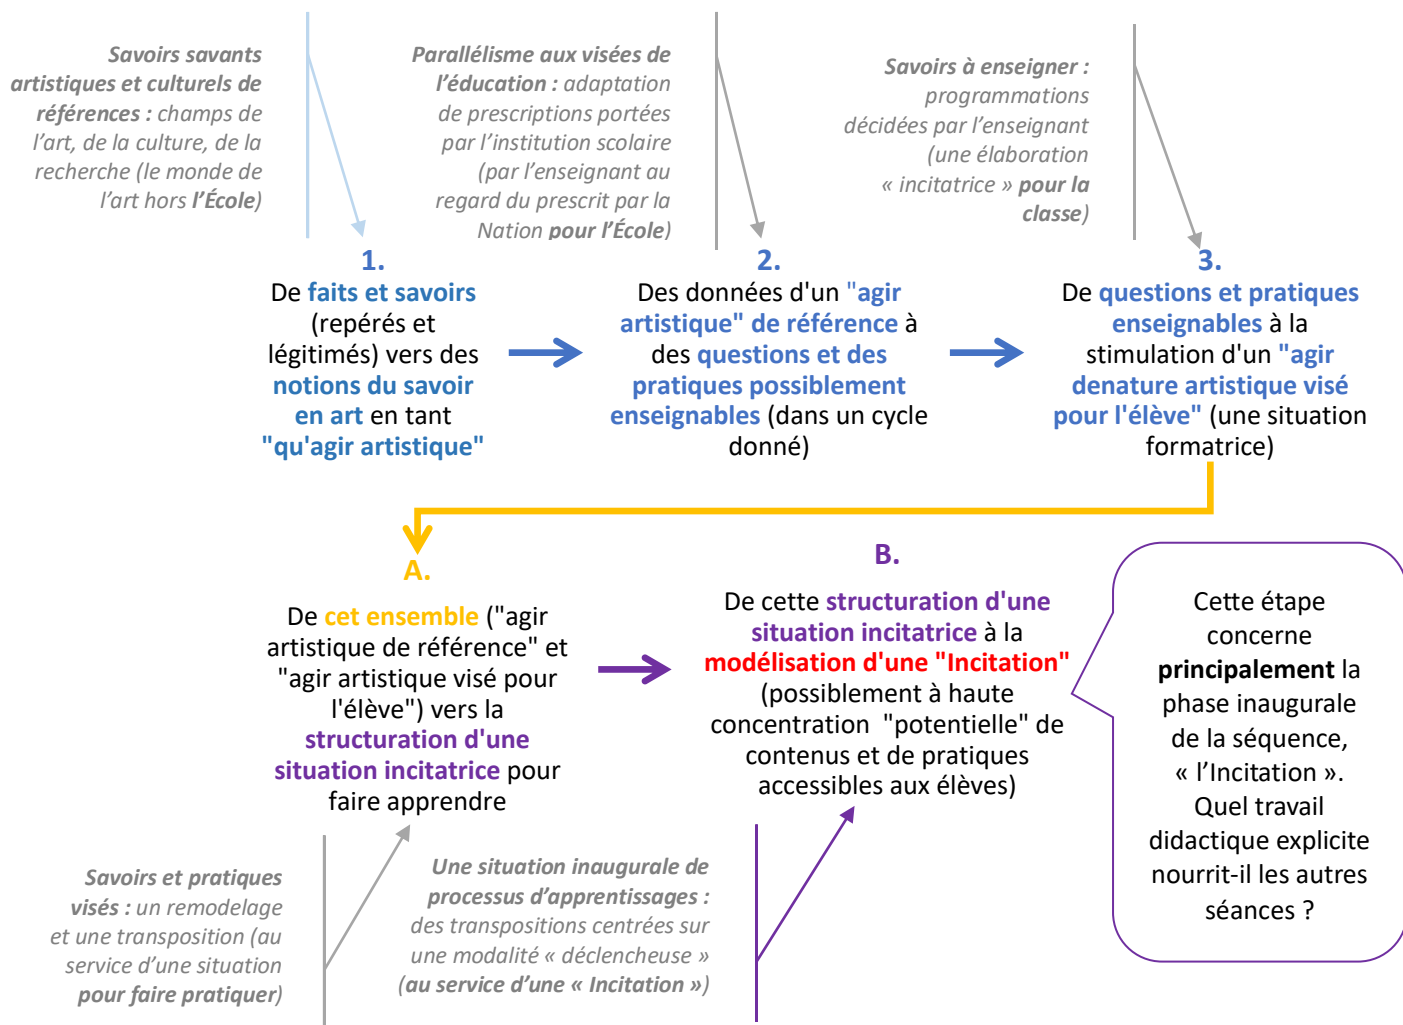 Savoirs savants
artistiques et culturels de
références : champs de
l’art, de la culture, de la
recherche (le monde de
l’art hors l’École)
Parallélisme aux visées de
l’éducation : adaptation
de prescriptions portées
par l’institution scolaire
(par l’enseignant au
regard du prescrit par la
Nation pour l’École)
Savoirs à enseigner :
programmations
décidées par l’enseignant
(une élaboration
« incitatrice » pour la
classe)
1.
De faits et savoirs
(repérés et
légitimés) vers des
notions du savoir
en art en tant
"qu'agir artistique"
2.
Des données d'un "agir
artistique" de référence à
des questions et des
pratiques possiblement
enseignables (dans un cycle
donné)
3.
De questions et pratiques
enseignables à la
stimulation d'un "agir
denature artistique visé
pour l'élève" (une situation
formatrice)
A.
De cet ensemble ("agir
artistique de référence" et
"agir artistique visé pour
l'élève") vers la
structuration d'une
situation incitatrice pour
faire apprendre
B.
De cette structuration d'une
situation incitatrice à la
modélisation d'une "Incitation"
(possiblement à haute
concentration "potentielle" de
contenus et de pratiques
accessibles aux élèves)
Cette étape
concerne
principalement la
phase inaugurale
de la séquence,
« l’Incitation ».
Quel travail
didactique explicite
nourrit-il les autres
séances ?
Savoirs et pratiques
visés : un remodelage
et une transposition (au
service d’une situation
pour faire pratiquer)
Une situation inaugurale de
processus d’apprentissages :
des transpositions centrées sur
une modalité « déclencheuse »
(au service d’une « Incitation »)